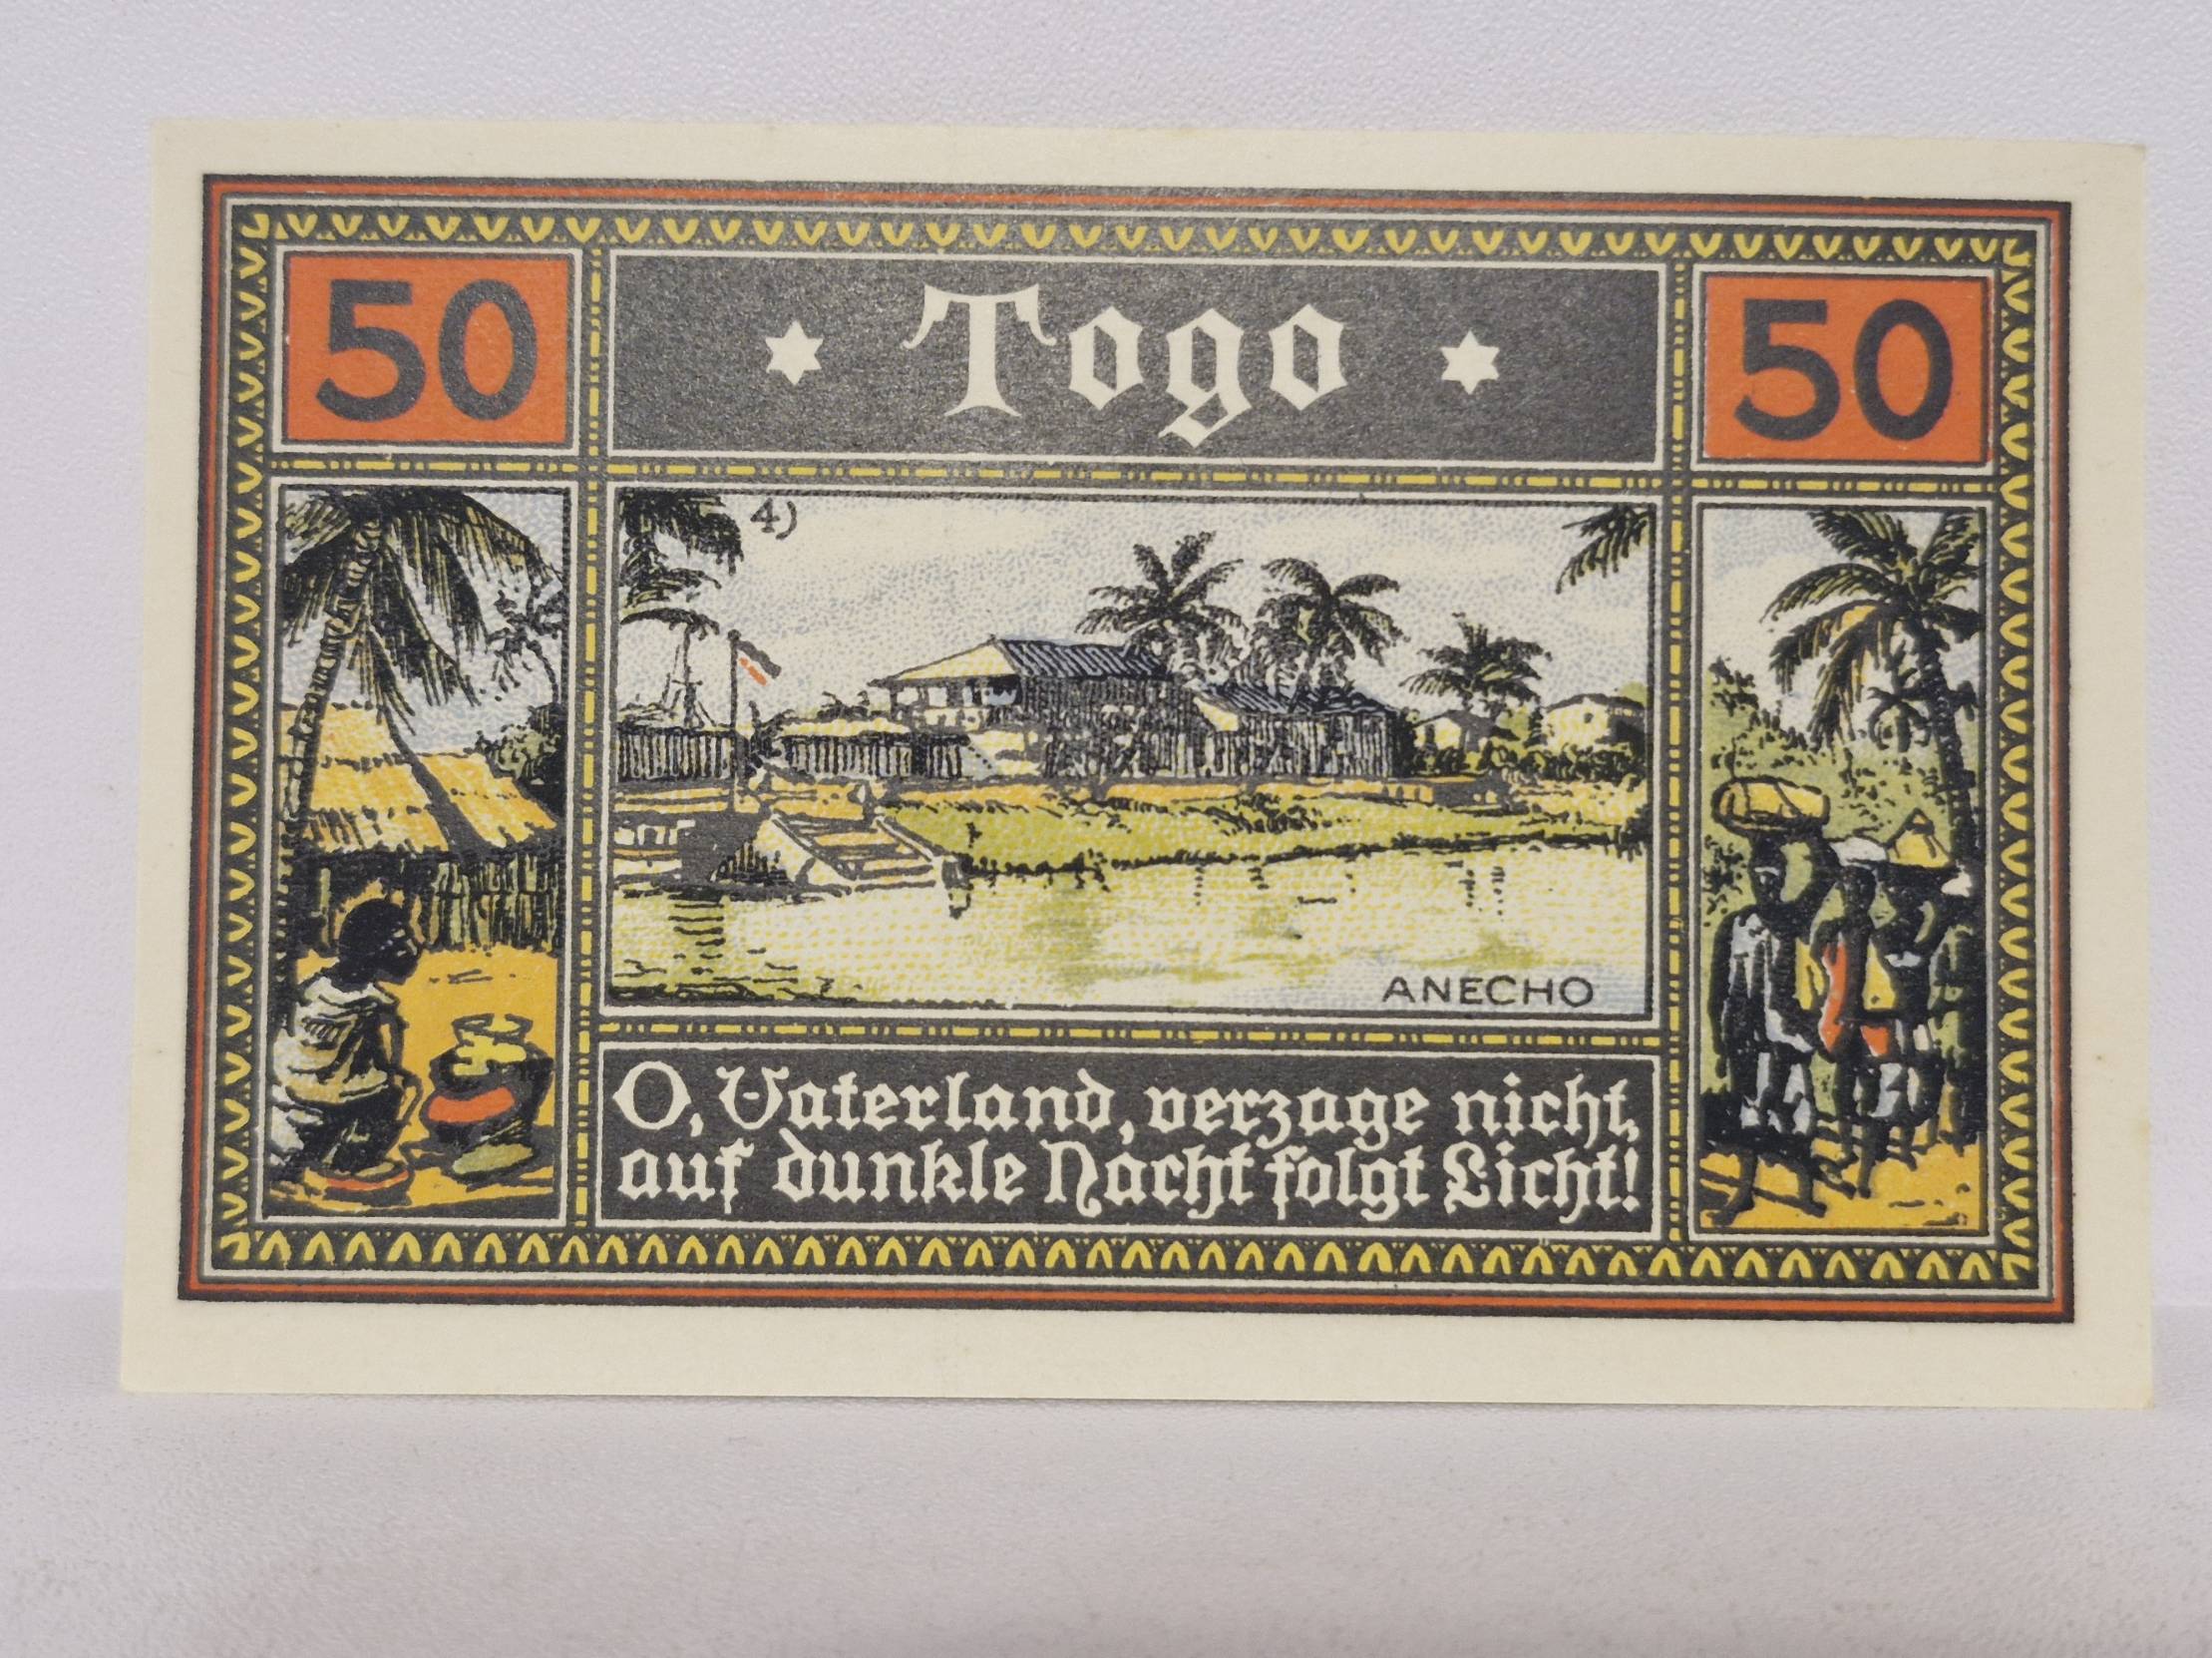 50
Togo
50
4)
ANECHO
O, Vaterland, verzage nicht,
auf dunkle Nacht folgt Licht!